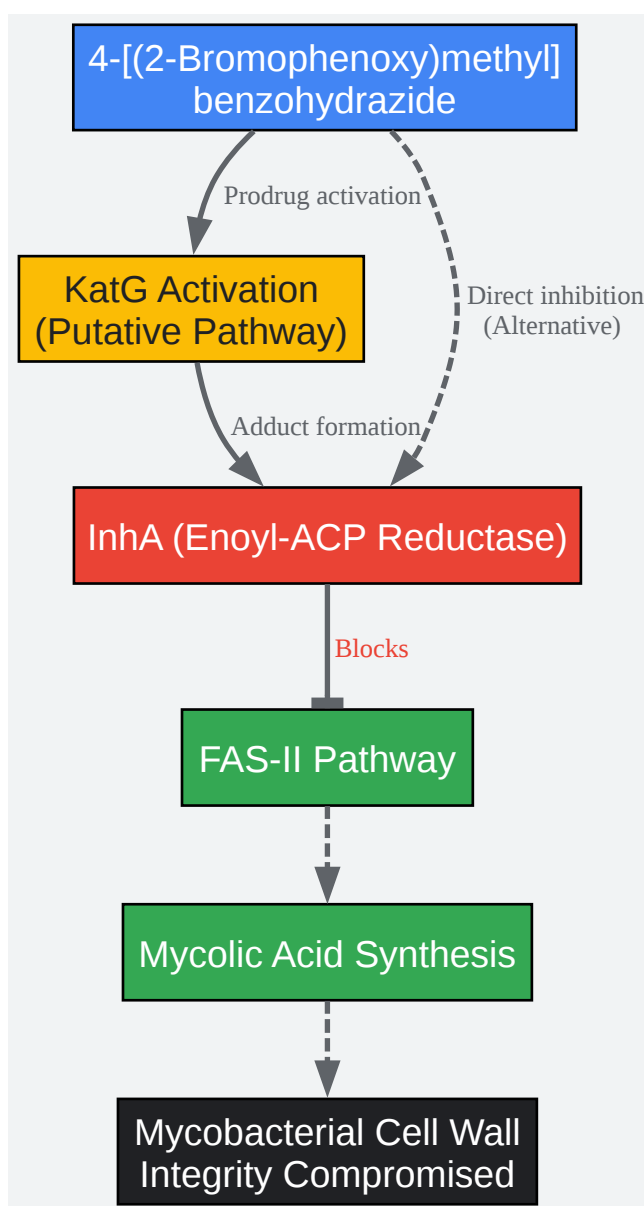 4-[(2-Bromophenoxy)methyl]
benzohydrazide
Prodrug activation
KatG Activation
(Putative Pathway)
Direct inhibition
(Alternative)
Adduct formation
InhA (Enoyl-ACP Reductase)
Blocks
FAS-II Pathway
Mycolic Acid Synthesis
Mycobacterial Cell Wall
Integrity Compromised